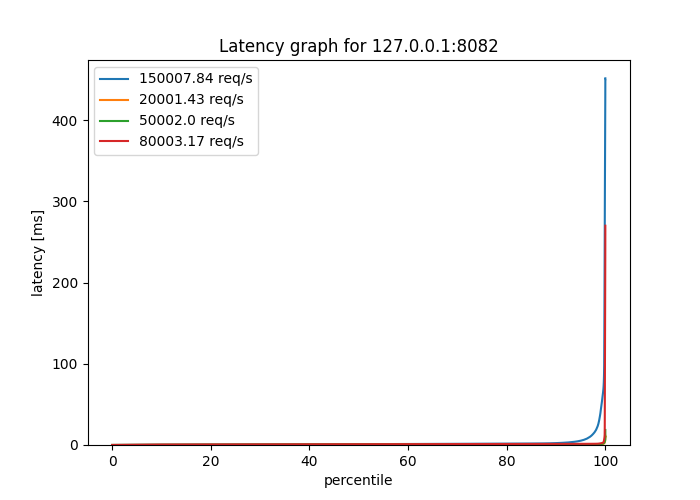 Latency graph for 127.0.0.1:8082
150007.84 req/s
20001.43 req/s
50002.0 req/s
80003.17 req/s
400
300
200
100
0
latency [ms]
0 20 40 60 80 100
percentile